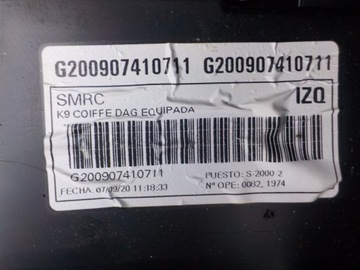 G200907410711 G200907410711
SMRC IZQ
K9 COIFFE DAG EQUIPADA
G200907410711
PUESTO: S-2000-2
FECHA: 07/09/20 11:18:33
Nº OPE: 0082, 1974